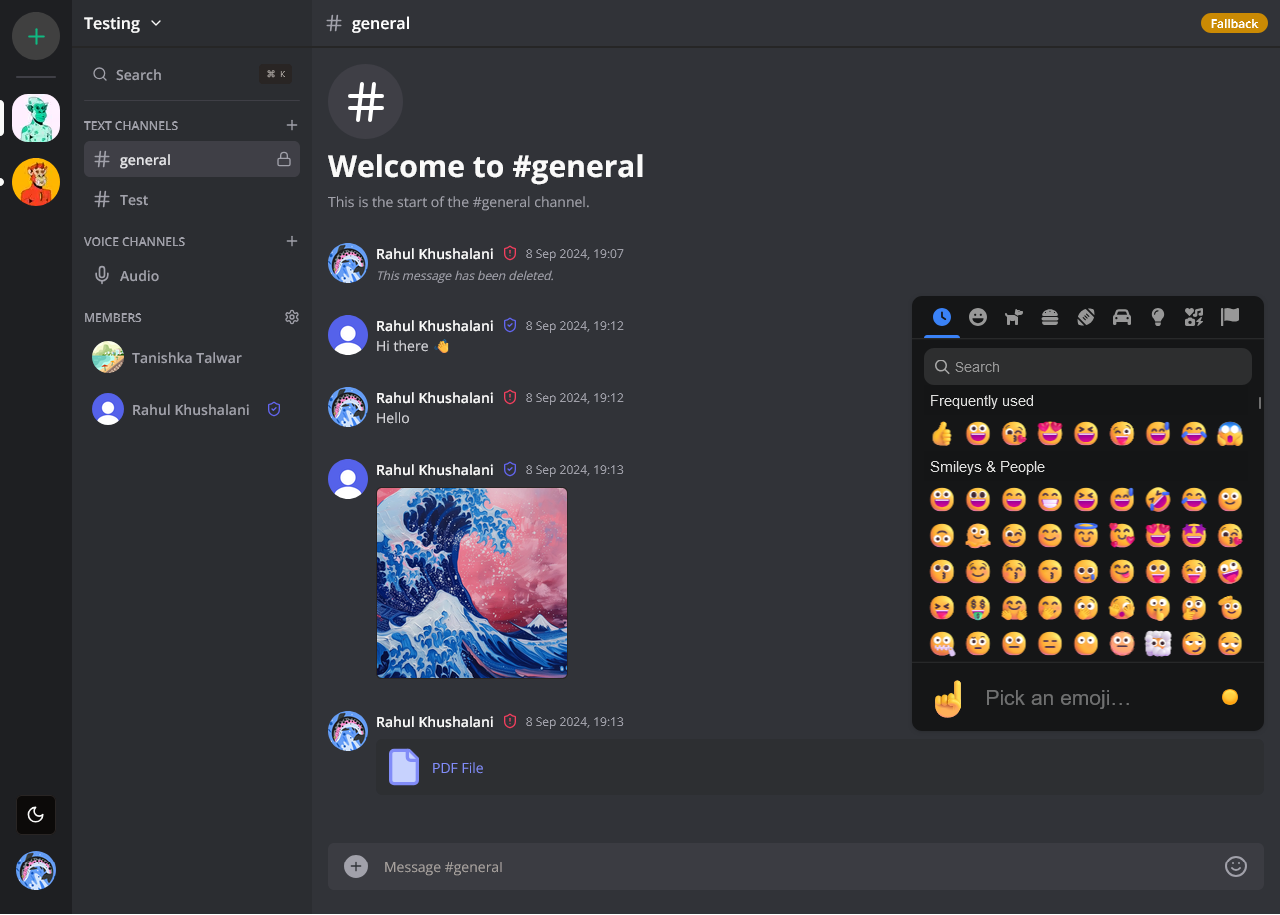 Testing
# general
Fallback
Search
⌘ K
TEXT CHANNELS
general
Test
VOICE CHANNELS
Audio
MEMBERS
Tanishka Talwar
Rahul Khushalani
#
Welcome to #general
This is the start of the #general channel.
Rahul Khushalani 8 Sep 2024, 19:07
This message has been deleted.
Rahul Khushalani 8 Sep 2024, 19:12
Hi there 👋
Rahul Khushalani 8 Sep 2024, 19:12
Hello
Rahul Khushalani 8 Sep 2024, 19:13
Rahul Khushalani 8 Sep 2024, 19:13
PDF File
Message #general
Search
Frequently used
Smileys & People
Pick an emoji…